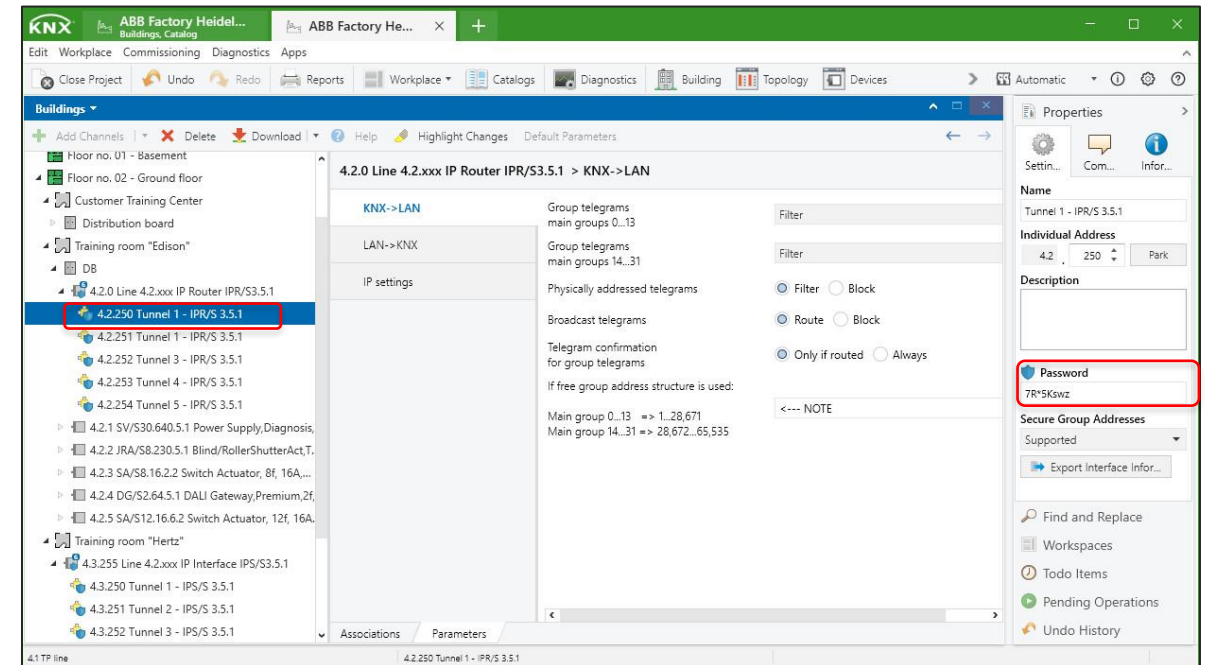 KNX
ABB Factory Heidel...
Buildings, Catalog
ABB Factory He...
Edit Workplace Commissioning Diagnostics Apps
Close Project Undo Redo Reports Workplace Catalogs Diagnostics Building Topology Devices Automatic
Buildings
Add Channels Delete Download Help Highlight Changes Default Parameters
Floor no. 01 - Basement
Floor no. 02 - Ground floor
Customer Training Center
Distribution board
Training room "Edison"
DB
4.2.0 Line 4.2.xxx IP Router IPR/S3.5.1
4.2.250 Tunnel 1 - IPR/S 3.5.1
4.2.251 Tunnel 1 - IPR/S 3.5.1
4.2.252 Tunnel 3 - IPR/S 3.5.1
4.2.253 Tunnel 4 - IPR/S 3.5.1
4.2.254 Tunnel 5 - IPR/S 3.5.1
4.2.1 SV/S30.640.5.1 Power Supply,Diagnosis,
4.2.2 JRA/S8.230.5.1 Blind/RollerShutterAct,T.
4.2.3 SA/S8.16.2.2 Switch Actuator, 8f, 16A,...
4.2.4 DG/S2.64.5.1 DALI Gateway,Premium,2f,
4.2.5 SA/S12.16.6.2 Switch Actuator, 12f, 16A.
Training room "Hertz"
4.3.255 Line 4.2.xxx IP Interface IPS/S3.5.1
4.3.250 Tunnel 1 - IPS/S 3.5.1
4.3.251 Tunnel 2 - IPS/S 3.5.1
4.3.252 Tunnel 3 - IPS/S 3.5.1
4.2.0 Line 4.2.xxx IP Router IPR/S3.5.1 > KNX->LAN
KNX->LAN
LAN->KNX
IP settings
Group telegrams
main groups 0...13
Filter
Group telegrams
main groups 14...31
Filter
Physically addressed telegrams
Filter Block
Broadcast telegrams
Route Block
Telegram confirmation
for group telegrams
Only if routed Always
If free group address structure is used:
<--- NOTE
Main group 0...13 => 1...28,671
Main group 14...31 => 28,672...65,535
Associations Parameters
Properties
Settin... Com... Infor...
Name
Tunnel 1 - IPR/S 3.5.1
Individual Address
4.2 . 250 Park
Description
Password
7R*5Kswz
Secure Group Addresses
Supported
Export Interface Infor...
Find and Replace
Workspaces
Todo Items
Pending Operations
Undo History
4.1 TP line
4.2.250 Tunnel 1 - IPR/S 3.5.1